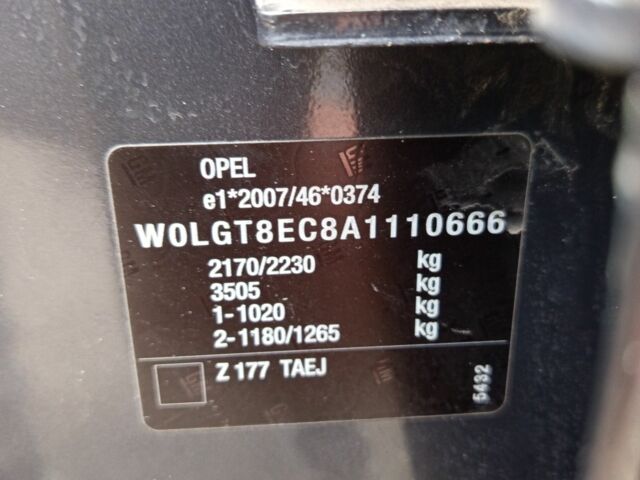 OPEL
e1*2007/46*0374
W0LGT8EC8A1110666
2170/2230 kg
3505 kg
1-1020 kg
2-1180/1265 kg
Z 177 TAEJ
5432